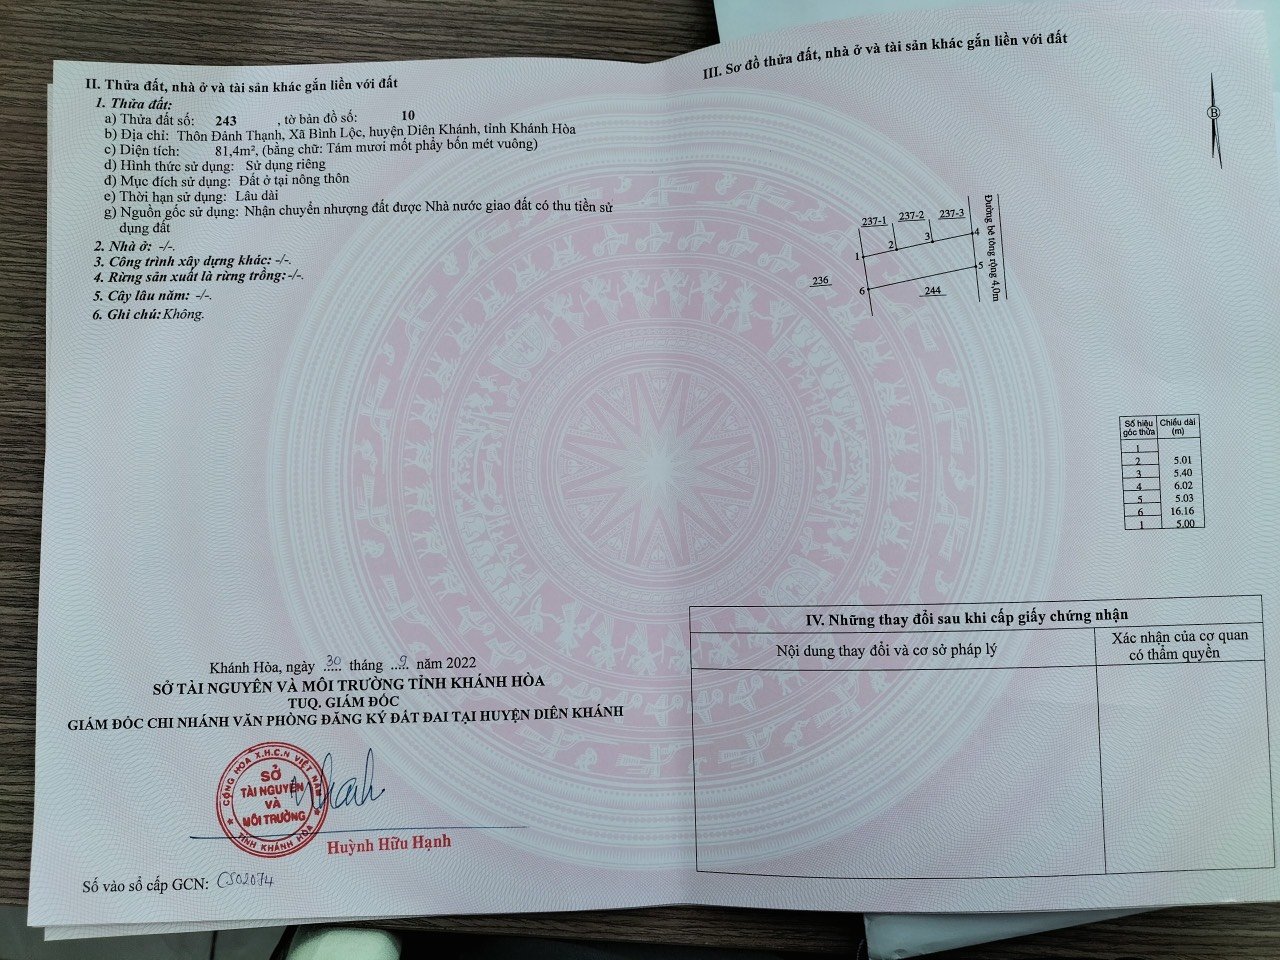 II. Thửa đất, nhà ở và tài sản khác gắn liền với đất
1. Thửa đất:
a) Thửa đất số: 243 , tờ bản đồ số: 10
b) Địa chỉ: Thôn Đảnh Thạnh, Xã Bình Lộc, huyện Diên Khánh, tỉnh Khánh Hòa
c) Diện tích: 81,4m², (bằng chữ: Tám mươi mốt phẩy bốn mét vuông)
d) Hình thức sử dụng: Sử dụng riêng
đ) Mục đích sử dụng: Đất ở tại nông thôn
e) Thời hạn sử dụng: Lâu dài
g) Nguồn gốc sử dụng: Nhận chuyển nhượng đất được Nhà nước giao đất có thu tiền sử
dụng đất
2. Nhà ở: -/-.
3. Công trình xây dựng khác: -/-.
4. Rừng sản xuất là rừng trồng:-/-.
5. Cây lâu năm: -/-.
6. Ghi chú: Không.
Khánh Hòa, ngày 30 tháng 9 năm 2022
SỞ TÀI NGUYÊN VÀ MÔI TRƯỜNG TỈNH KHÁNH HÒA
TUQ. GIÁM ĐỐC
GIÁM ĐỐC CHI NHÁNH VĂN PHÒNG ĐĂNG KÝ ĐẤT ĐAI TẠI HUYỆN DIÊN KHÁNH
CỘNG HÒA X.H.C.N VIỆT NAM
SỞ
TÀI NGUYÊN
VÀ
MÔI TRƯỜNG
TỈNH KHÁNH HÒA
Huỳnh Hữu Hạnh
Số vào sổ cấp GCN: CS02074
III. Sơ đồ thửa đất, nhà ở và tài sản khác gắn liền với đất
B
237-1 237-2 237-3
1 2 3 4
5
6
236
244
Đường bê tông rộng 4,0m
Số hiệu góc thửa Chiều dài (m)
1
2 5.01
3 5.40
4 6.02
5 5.03
6 16.16
1 5.00
IV. Những thay đổi sau khi cấp giấy chứng nhận
Nội dung thay đổi và cơ sở pháp lý
Xác nhận của cơ quan
có thẩm quyền